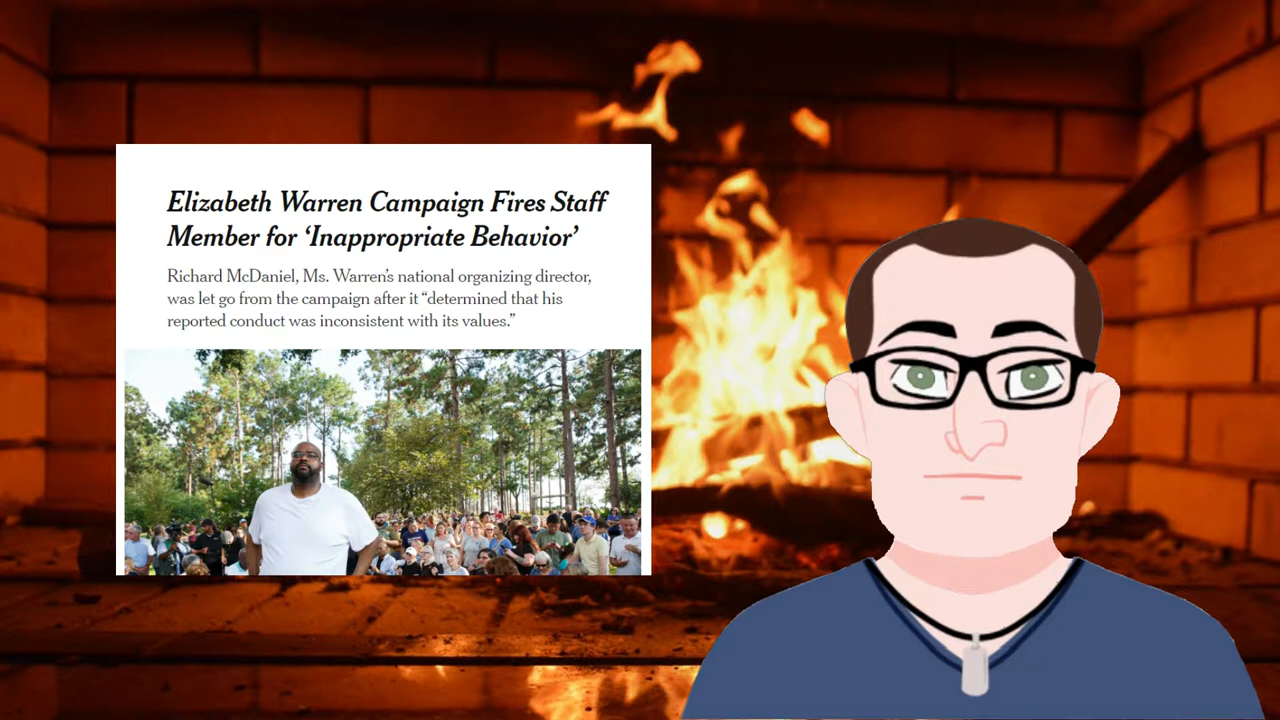 Elizabeth Warren Campaign Fires Staff
Member for ‘Inappropriate Behavior’
Richard McDaniel, Ms. Warren’s national organizing director,
was let go from the campaign after it “determined that his
reported conduct was inconsistent with its values.”